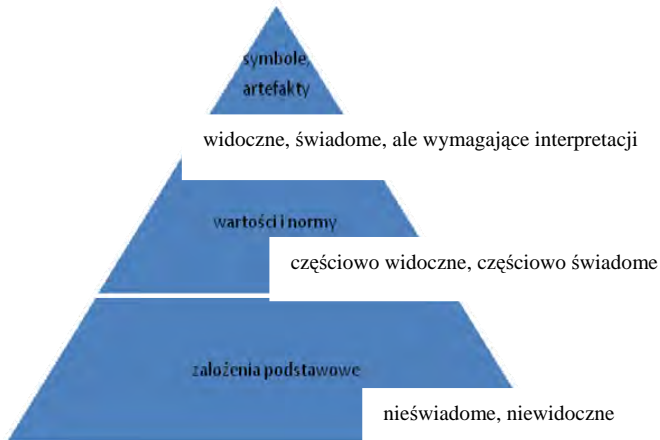 symbole,
artefakty
widoczne, świadome, ale wymagające interpretacji
wartości i normy
częściowo widoczne, częściowo świadome
założenia podstawowe
nieświadome, niewidoczne